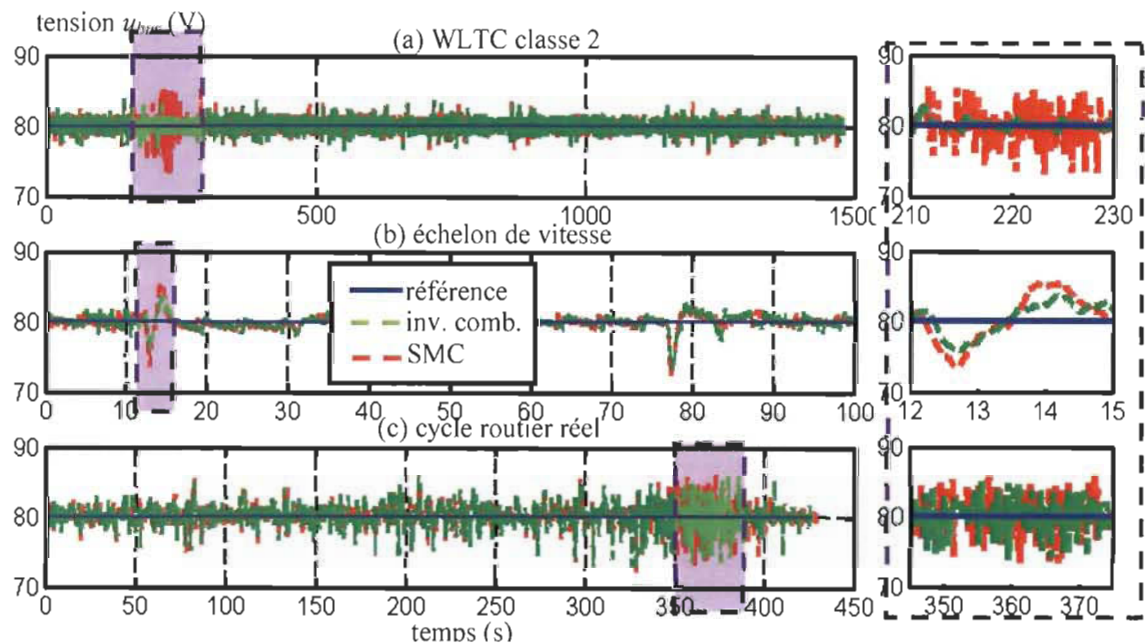 tension u_bus (V)
(a) WLTC classe 2
90
80
70
0 500 1000 1500
90
80
70
210 220 230
(b) échelon de vitesse
90
80
70
0 10 20 30 40 50 60 70 80 90 100
référence
inv. comb.
SMC
90
80
70
12 13 14 15
(c) cycle routier réel
90
80
70
0 50 100 150 200 250 300 350 400 450
temps (s)
90
80
70
350 360 370